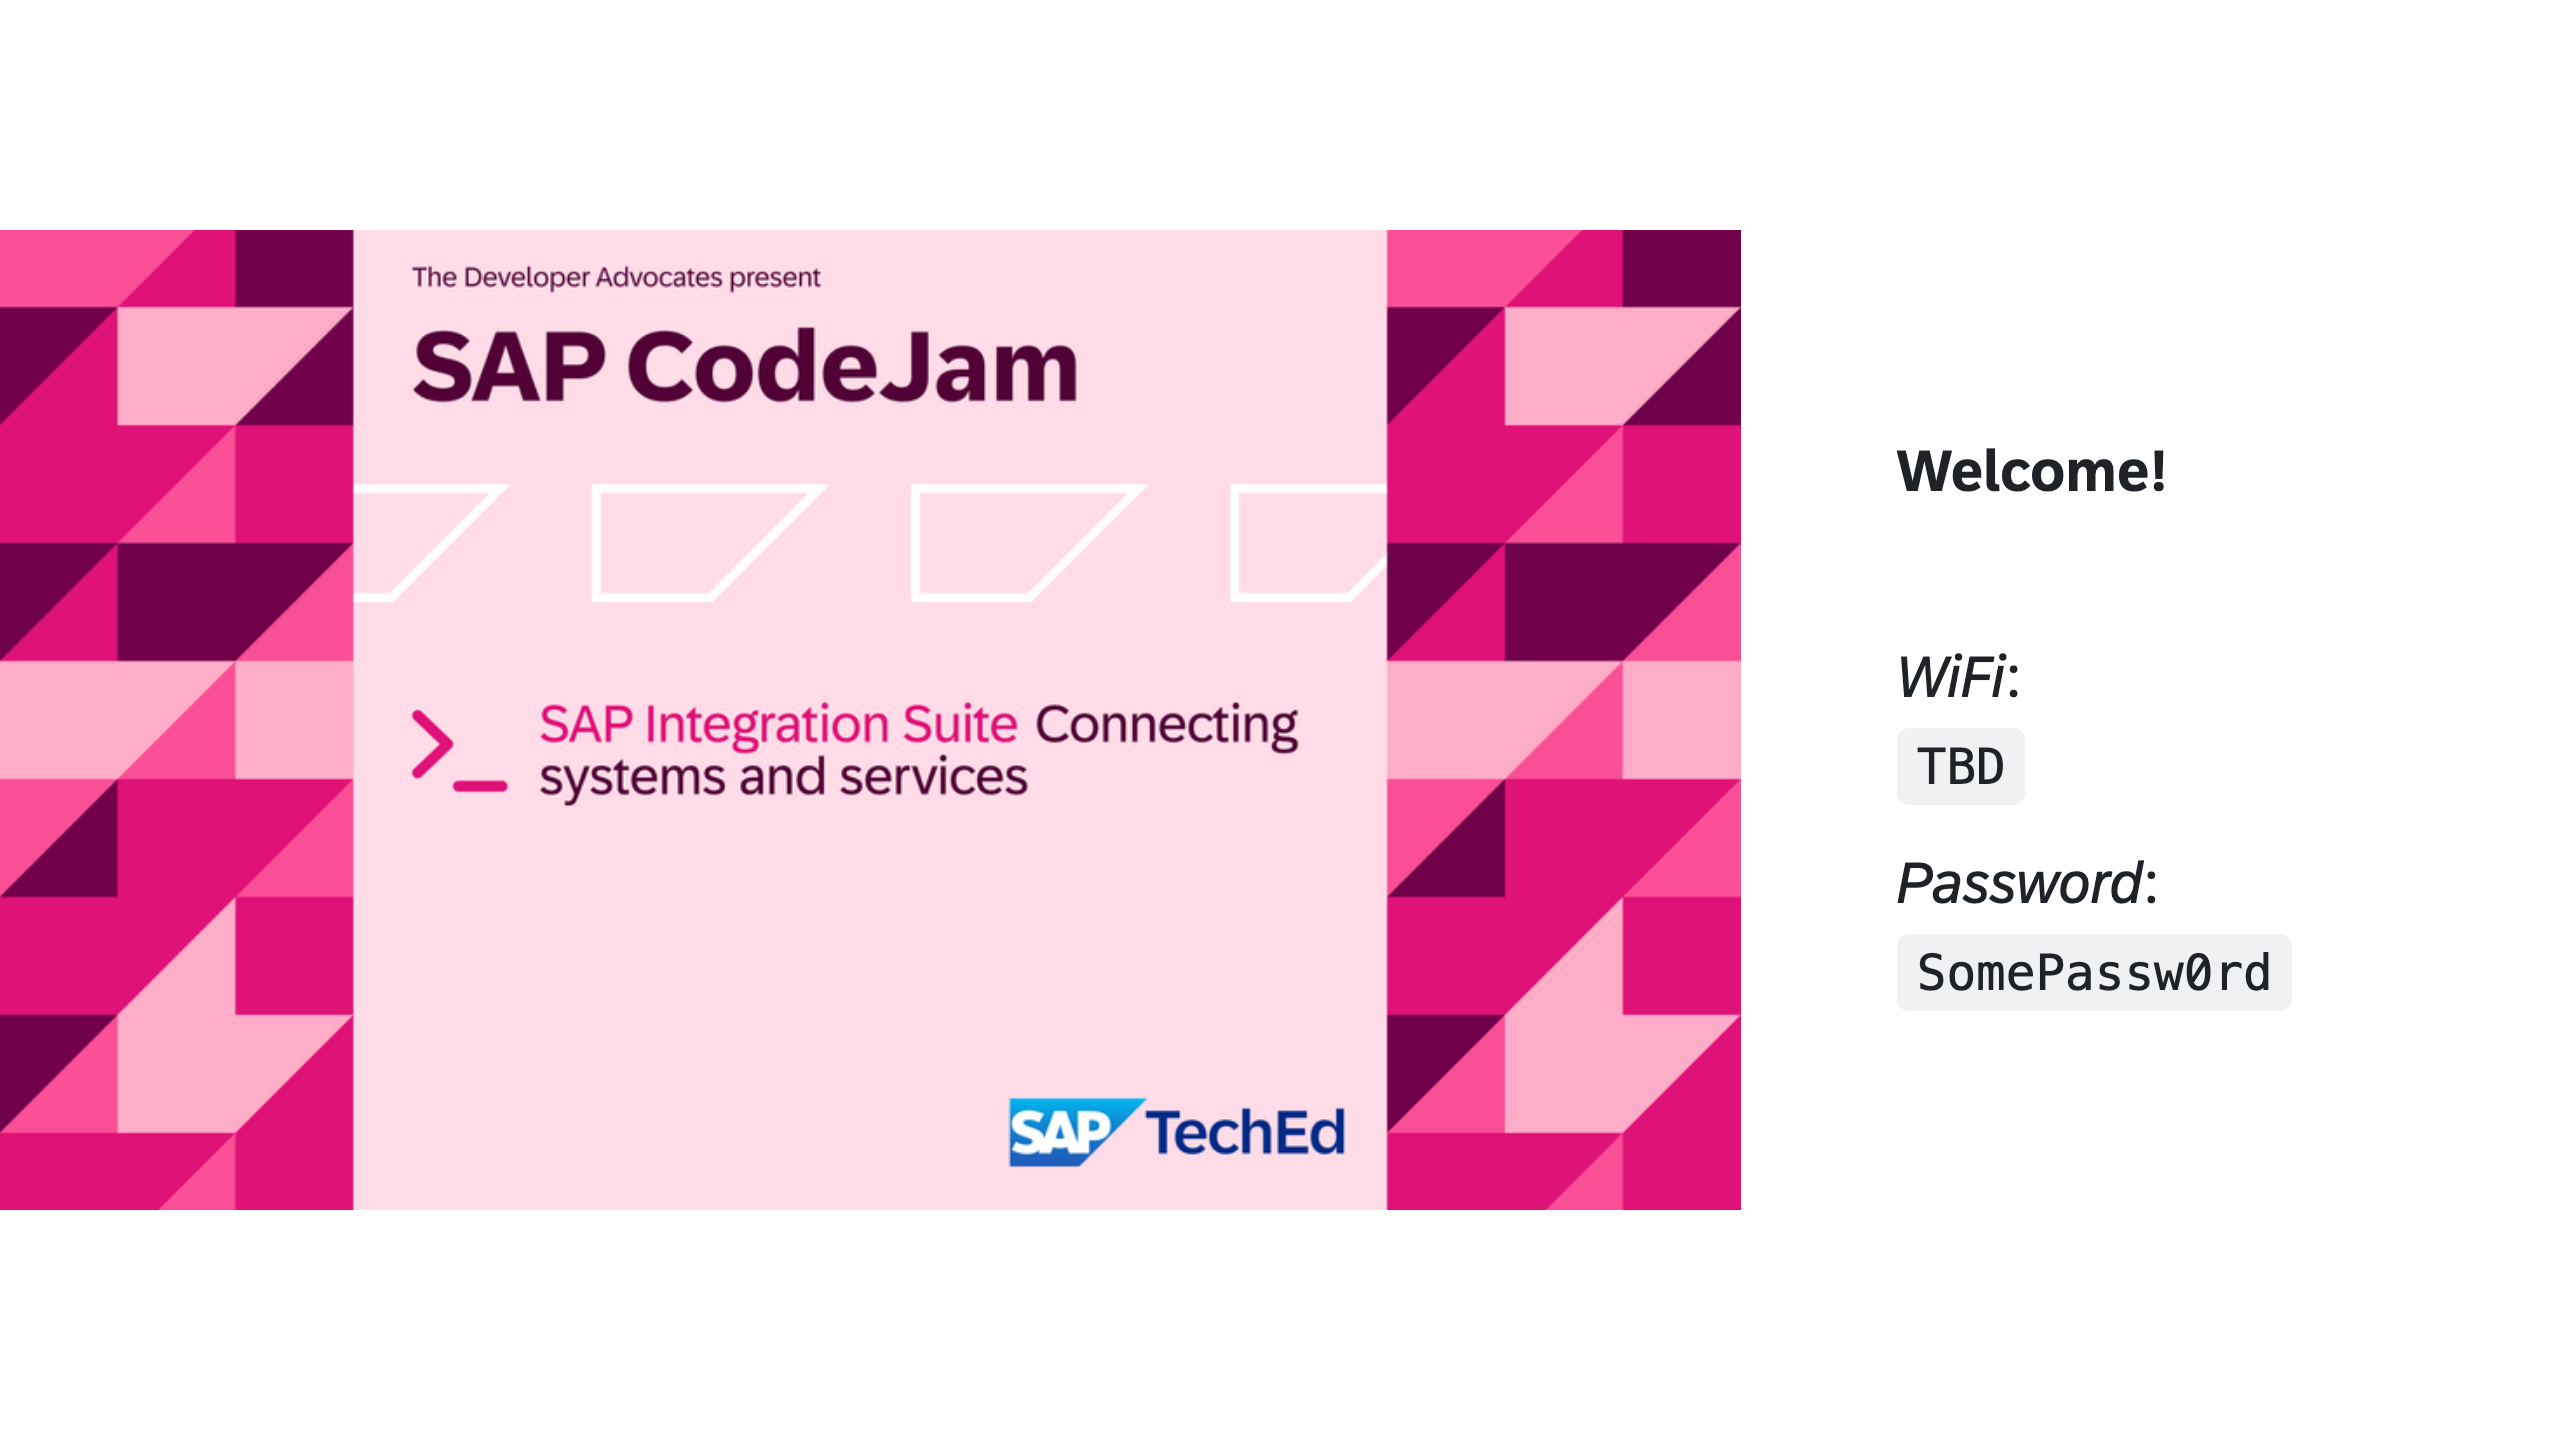 The Developer Advocates present
SAP CodeJam
SAP Integration Suite Connecting
systems and services
SAP TechEd
Welcome!
WiFi:
TBD
Password:
SomePassw0rd